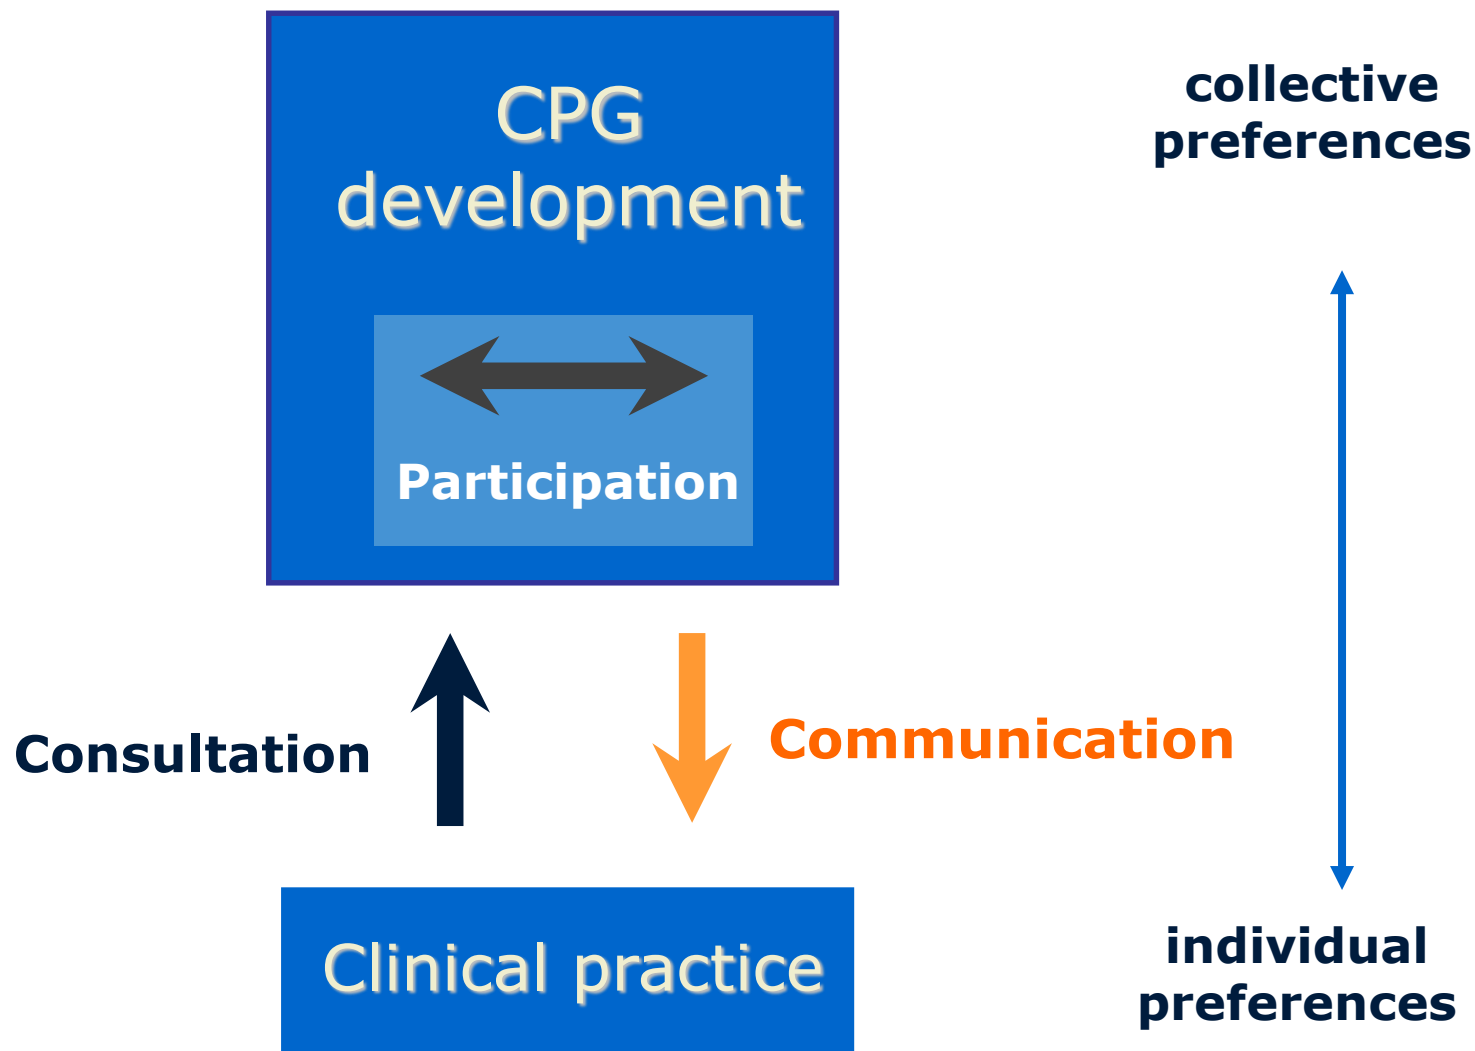 CPG
development
collective
preferences
Participation
Consultation
Communication
Clinical practice
individual
preferences